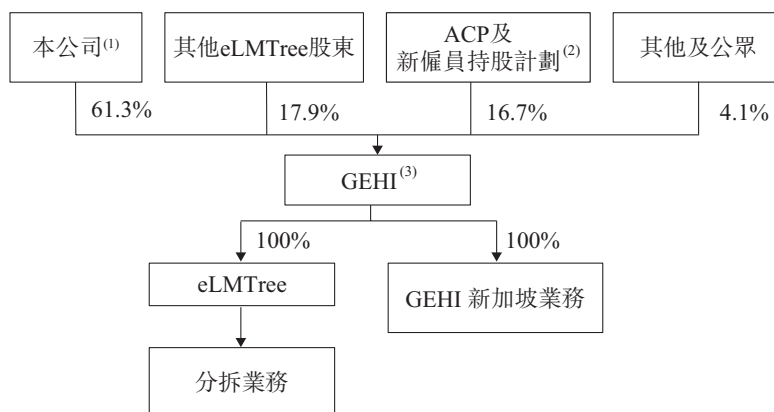 本公司(1)
其他eLMTree股東
ACP及
新僱員持股計劃(2)
其他及公眾
61.3%
17.9%
16.7%
4.1%
GEHI(3)
100%
100%
eLMTree
GEHI 新加坡業務
分拆業務